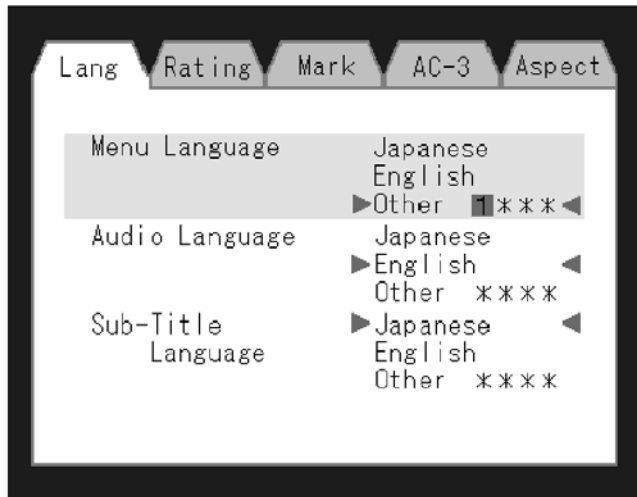 Lang Rating Mark AC-3 Aspect
Menu Language Japanese
English
▶Other 1***◀
Audio Language Japanese
▶English ◀
Other ****
Sub-Title ▶Japanese ◀
Language English
Other ****